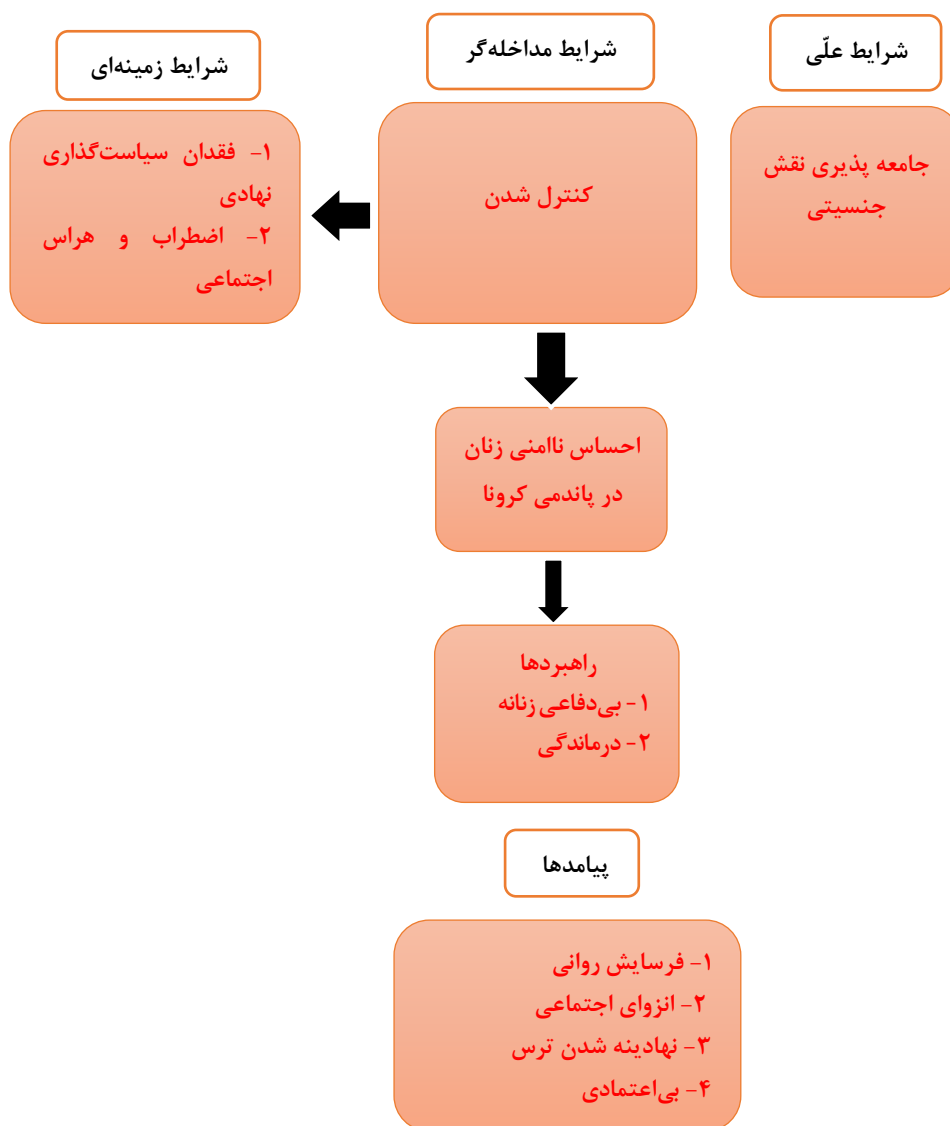 شرایط علّی
شرایط مداخله‌گر
شرایط زمینه‌ای
جامعه پذیری نقش
جنسیتی
کنترل شدن
۱- فقدان سیاست‌گذاری
نهادی
۲- اضطراب و هراس
اجتماعی
احساس ناامنی زنان
در پاندمی کرونا
راهبردها
۱- بی‌دفاعی زنانه
۲- درماندگی
پیامدها
۱- فرسایش روانی
۲- انزوای اجتماعی
۳- نهادینه شدن ترس
۴- بی‌اعتمادی